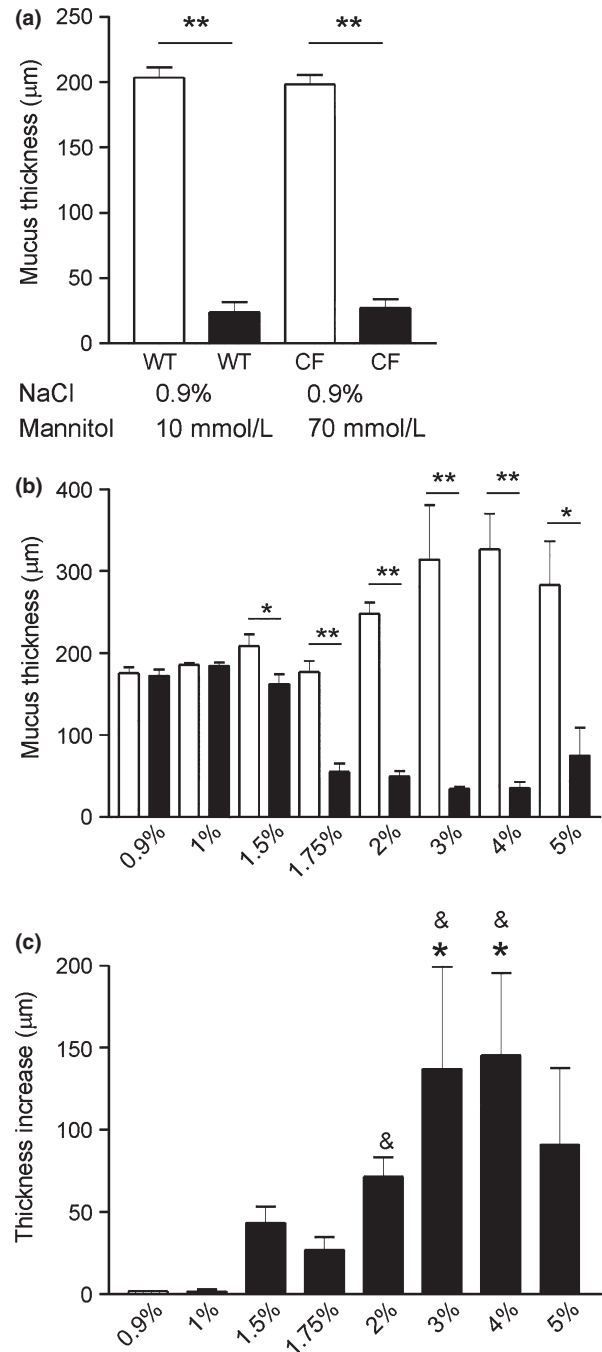 (a)
**
**
Mucus thickness (μm)
250
200
150
100
50
0
WT WT CF CF
NaCl 0.9% 0.9%
Mannitol 10 mmol/L 70 mmol/L
(b)
Mucus thickness (μm)
400
300
200
100
0
*
**
**
**
**
*
0.9% 1% 1.5% 1.75% 2% 3% 4% 5%
(c)
Thickness increase (μm)
200
150
100
50
0
&
& *
& *
0.9% 1% 1.5% 1.75% 2% 3% 4% 5%